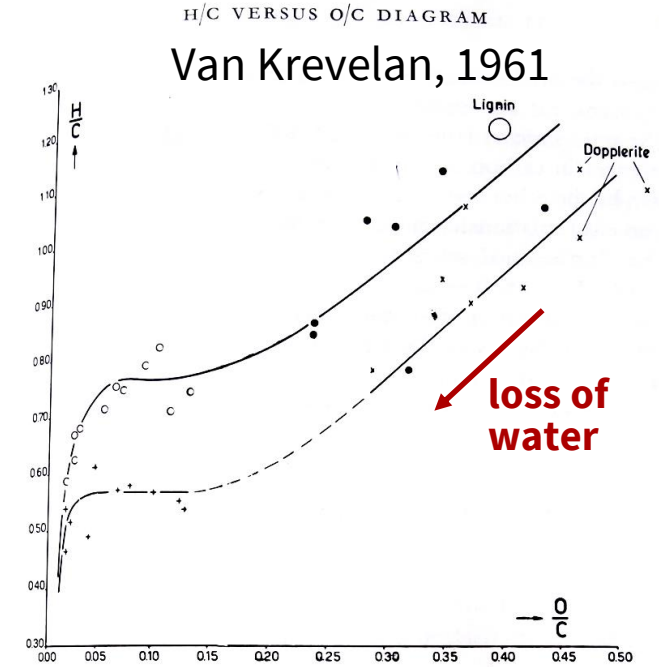 H/C VERSUS O/C DIAGRAM
Van Krevelan, 1961
H
C
Lignin
Dopplerite
1.30
1.20
1.10
1.00
0.90
0.80
0.70
0.60
0.50
0.40
0.30
loss of
water
O
C
0.00 0.05 0.10 0.15 0.20 0.25 0.30 0.35 0.40 0.45 0.50